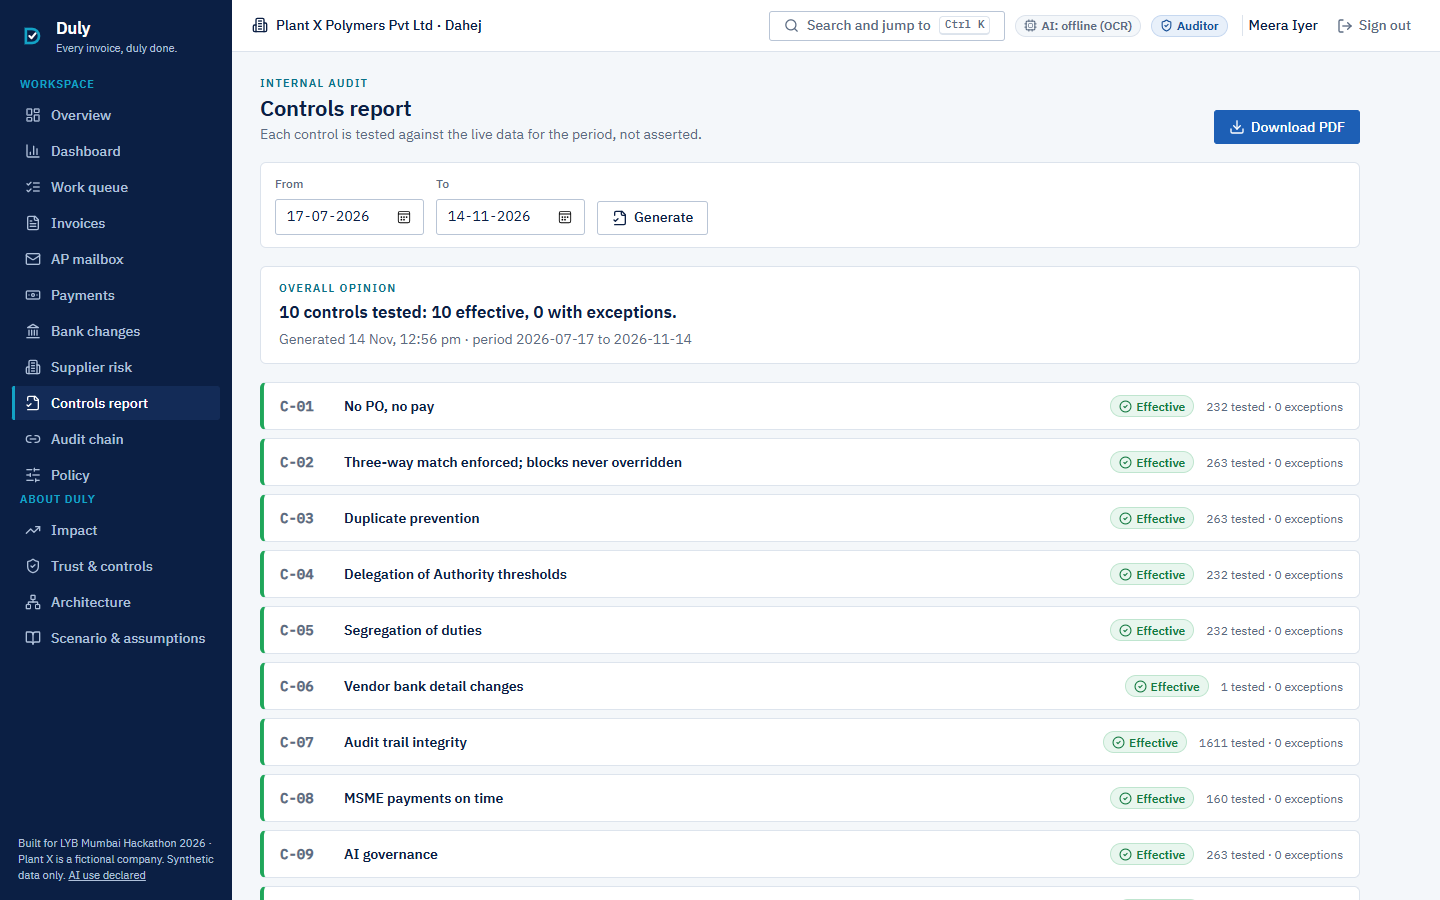 Duly
Every invoice, duly done.
WORKSPACE
Overview
Dashboard
Work queue
Invoices
AP mailbox
Payments
Bank changes
Supplier risk
Controls report
Audit chain
Policy
ABOUT DULY
Impact
Trust & controls
Architecture
Scenario & assumptions
Built for LYB Mumbai Hackathon 2026 ·
Plant X is a fictional company. Synthetic
data only. AI use declared
Plant X Polymers Pvt Ltd · Dahej
Search and jump to Ctrl K
AI: offline (OCR)
Auditor
Meera Iyer
Sign out
INTERNAL AUDIT
Controls report
Each control is tested against the live data for the period, not asserted.
Download PDF
From
To
17-07-2026
14-11-2026
Generate
OVERALL OPINION
10 controls tested: 10 effective, 0 with exceptions.
Generated 14 Nov, 12:56 pm · period 2026-07-17 to 2026-11-14
C-01 No PO, no pay Effective 232 tested · 0 exceptions
C-02 Three-way match enforced; blocks never overridden Effective 263 tested · 0 exceptions
C-03 Duplicate prevention Effective 263 tested · 0 exceptions
C-04 Delegation of Authority thresholds Effective 232 tested · 0 exceptions
C-05 Segregation of duties Effective 232 tested · 0 exceptions
C-06 Vendor bank detail changes Effective 1 tested · 0 exceptions
C-07 Audit trail integrity Effective 1611 tested · 0 exceptions
C-08 MSME payments on time Effective 160 tested · 0 exceptions
C-09 AI governance Effective 263 tested · 0 exceptions